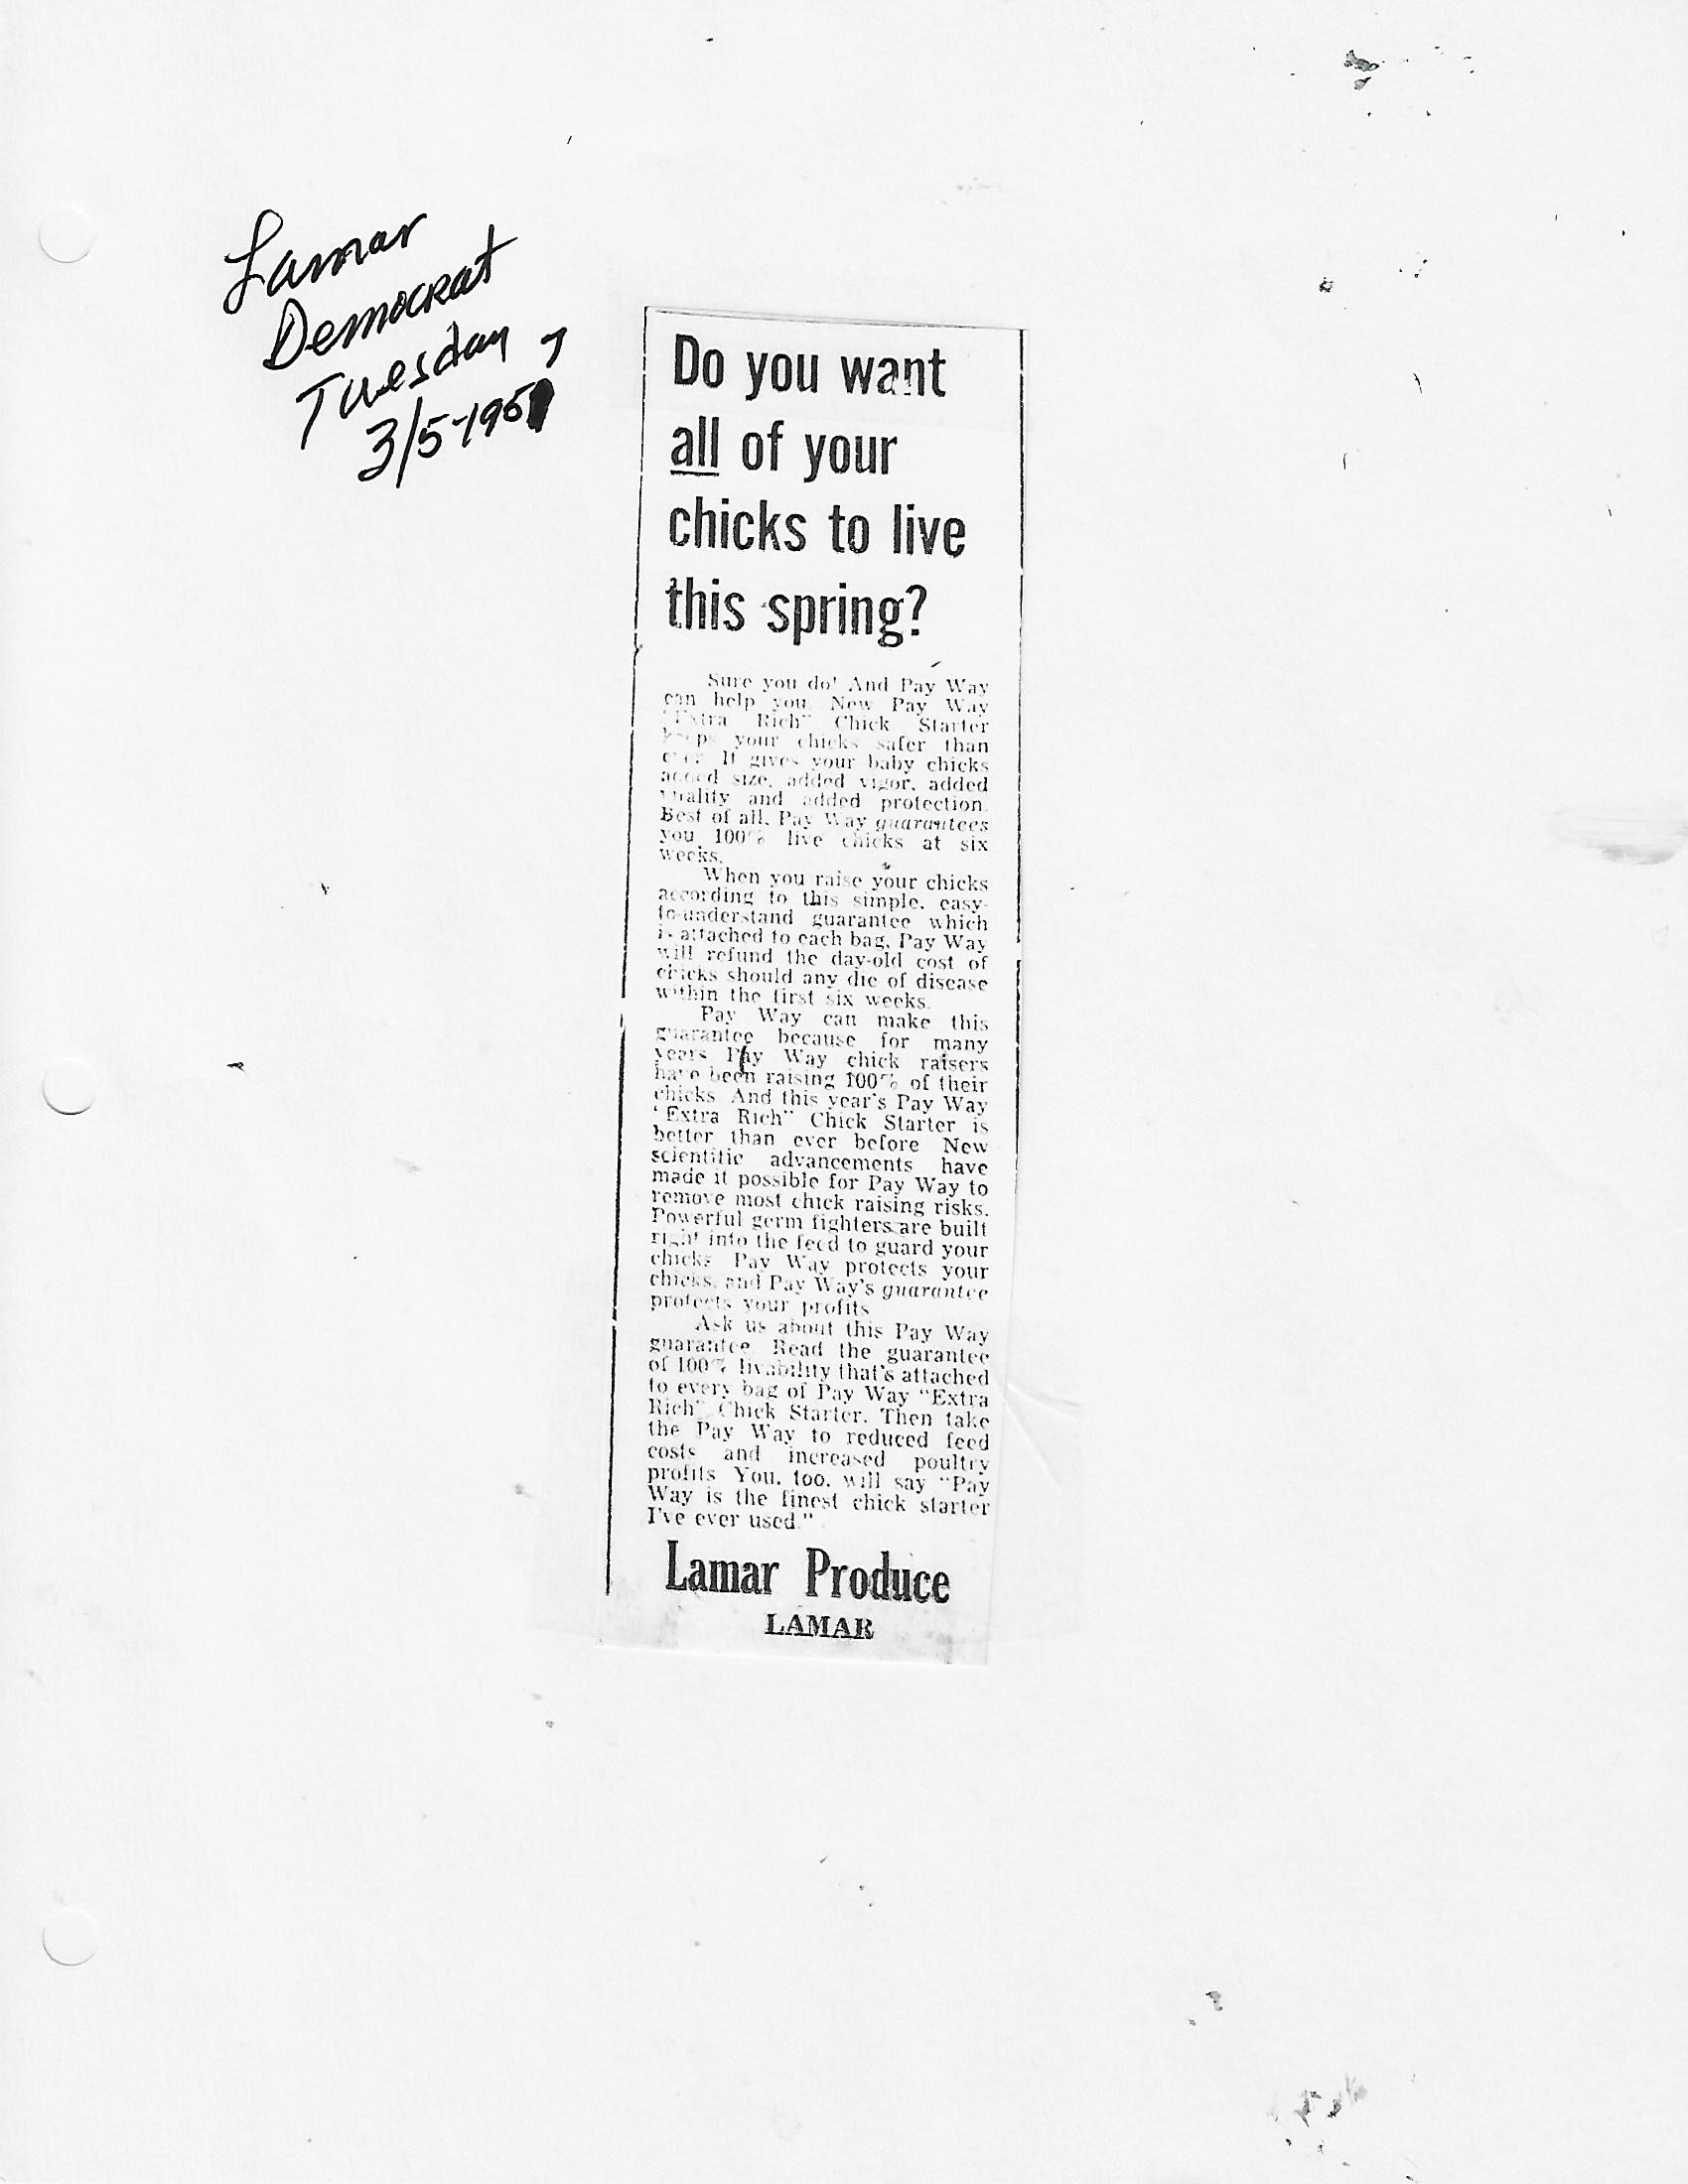 Lamar
Democrat
Tuesday,
3/5-195
Do you want
all of your
chicks to live
this spring?
Sure you do! And Pay Way
can help you. New Pay Way
"Extra Rich" Chick Starter
keeps your chicks safer than
ever. It gives your baby chicks
added size, added vigor, added
vitality and added protection.
Best of all, Pay Way guarantees
you 100% live chicks at six
weeks.
When you raise your chicks
according to this simple, easy-
to-understand guarantee which
is attached to each bag, Pay Way
will refund the day-old cost of
chicks should any die of disease
within the first six weeks.
Pay Way can make this
guarantee because for many
years Pay Way chick raisers
have been raising 100% of their
chicks And this year's Pay Way
"Extra Rich" Chick Starter is
better than ever before New
scientific advancements have
made it possible for Pay Way to
remove most chick raising risks.
Powerful germ fighters are built
right into the feed to guard your
chicks Pay Way protects your
chicks, and Pay Way's guarantee
protects your profits
Ask us about this Pay Way
guarantee. Read the guarantee
of 100% livability that's attached
to every bag of Pay Way "Extra
Rich" Chick Starter. Then take
the Pay Way to reduced feed
costs and increased poultry
profits You, too, will say "Pay
Way is the finest chick starter
I've ever used."
Lamar Produce
LAMAR